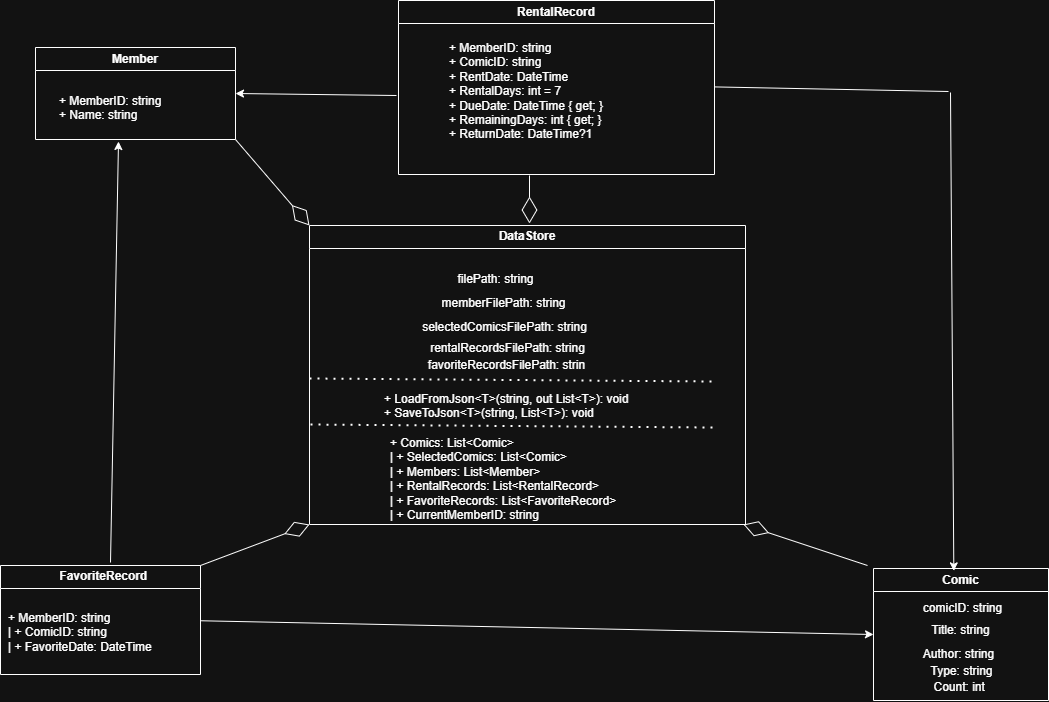 RentalRecord
+ MemberID: string
+ ComicID: string
+ RentDate: DateTime
+ RentalDays: int = 7
+ DueDate: DateTime { get; }
+ RemainingDays: int { get; }
+ ReturnDate: DateTime?1
Member
+ MemberID: string
+ Name: string
DataStore
filePath: string
memberFilePath: string
selectedComicsFilePath: string
rentalRecordsFilePath: string
favoriteRecordsFilePath: strin
+ LoadFromJson<T>(string, out List<T>): void
+ SaveToJson<T>(string, List<T>): void
+ Comics: List<Comic>
| + SelectedComics: List<Comic>
| + Members: List<Member>
| + RentalRecords: List<RentalRecord>
| + FavoriteRecords: List<FavoriteRecord>
| + CurrentMemberID: string
FavoriteRecord
+ MemberID: string
| + ComicID: string
| + FavoriteDate: DateTime
Comic
comicID: string
Title: string
Author: string
Type: string
Count: int